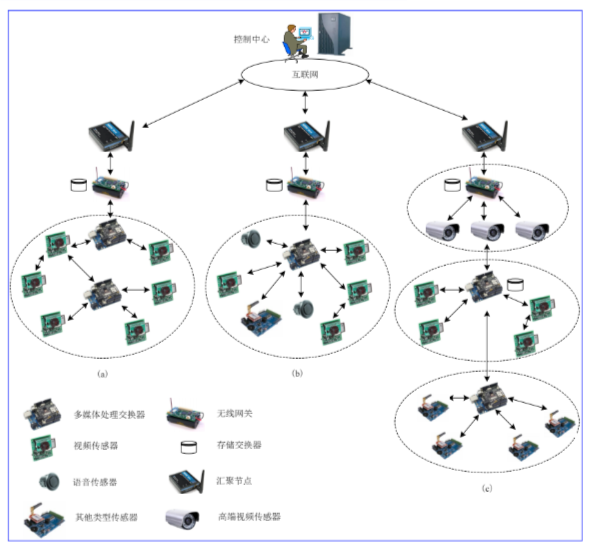 控制中心
互联网
(a)
(b)
(c)
多媒体处理交换器
无线网关
视频传感器
存储交换器
语音传感器
汇聚节点
其他类型传感器
高端视频传感器